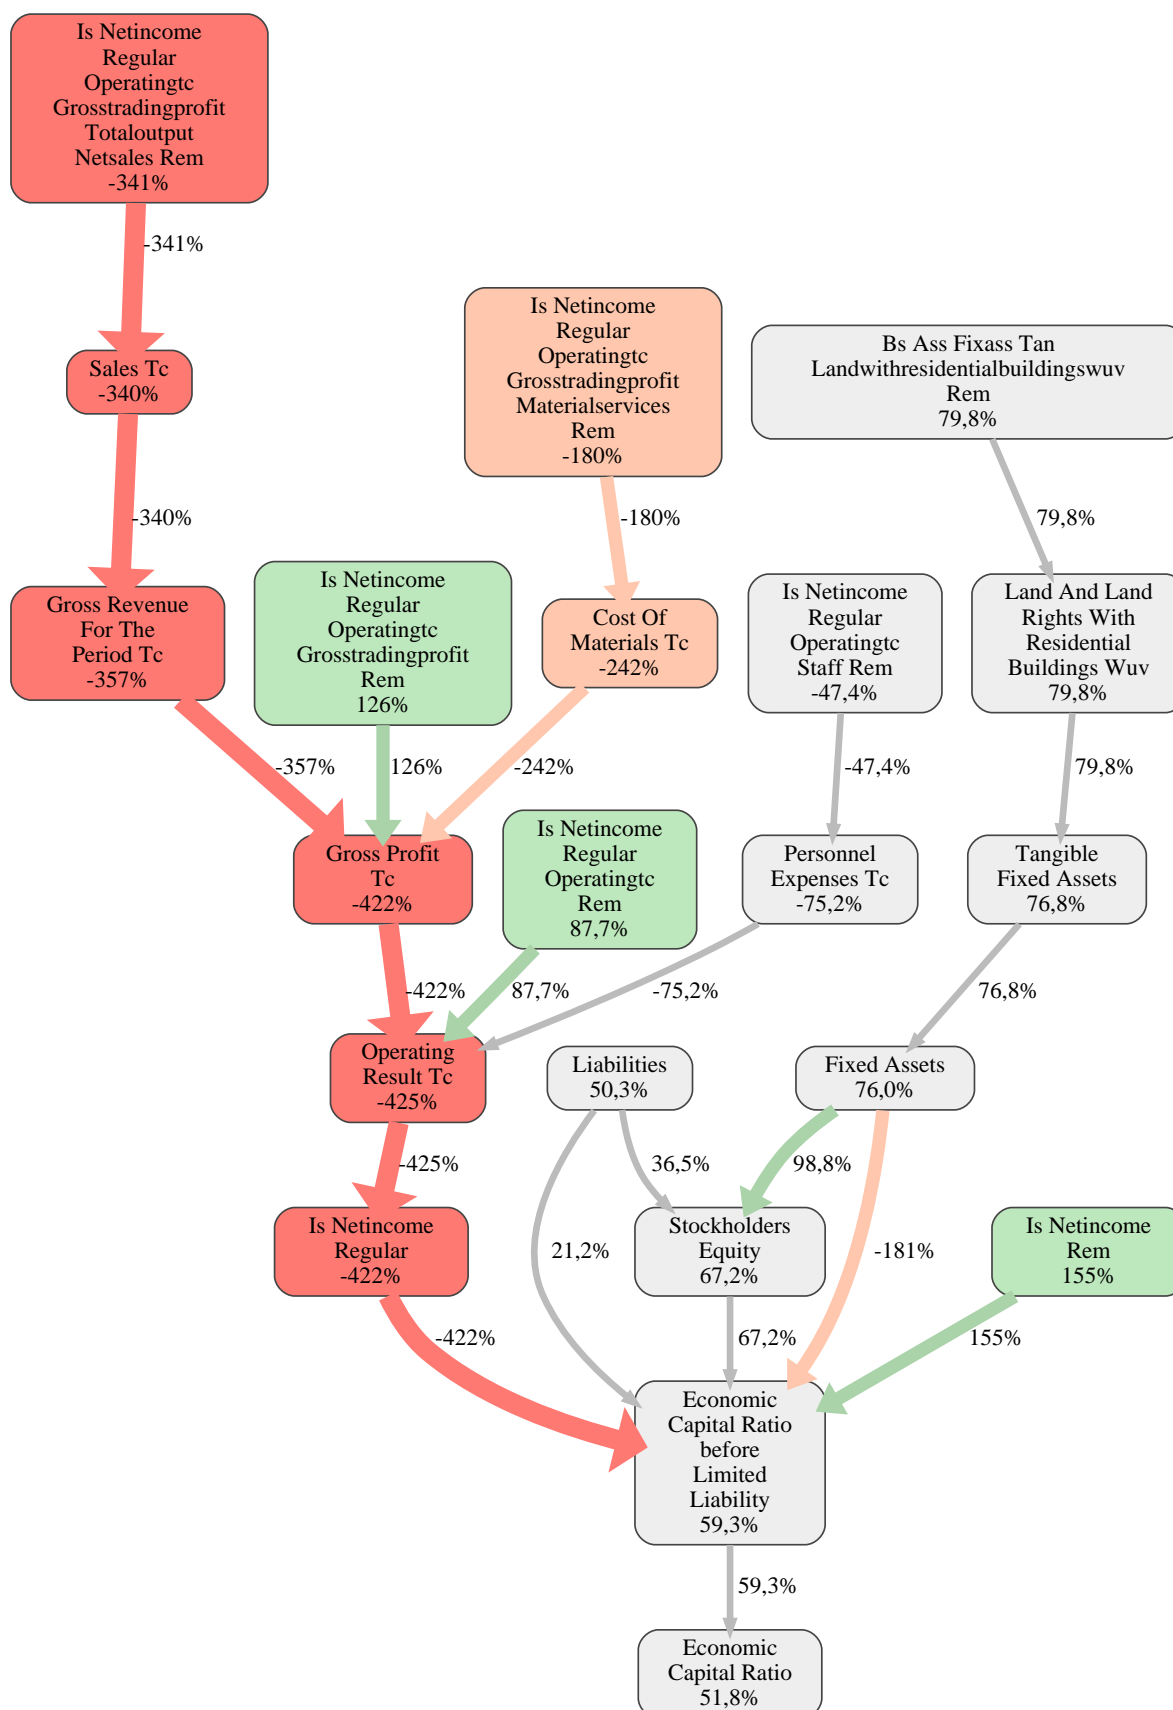 Is Netincome
Regular
Operatingtc
Grosstradingprofit
Totaloutput
Netsales Rem
-341%
-341%
Sales Tc
-340%
Is Netincome
Regular
Operatingtc
Grosstradingprofit
Materialservices
Rem
-180%
Bs Ass Fixass Tan
Landwithresidentialbuildingswuv
Rem
79,8%
-340%
-180%
79,8%
Gross Revenue
For The
Period Tc
-357%
Is Netincome
Regular
Operatingtc
Grosstradingprofit
Rem
126%
Cost Of
Materials Tc
-242%
Is Netincome
Regular
Operatingtc
Staff Rem
-47,4%
Land And Land
Rights With
Residential
Buildings Wuv
79,8%
-357%
126%
-242%
-47,4%
79,8%
Gross Profit
Tc
-422%
Is Netincome
Regular
Operatingtc
Rem
87,7%
Personnel
Expenses Tc
-75,2%
Tangible
Fixed Assets
76,8%
-422%
87,7%
-75,2%
76,8%
Operating
Result Tc
-425%
Liabilities
50,3%
Fixed Assets
76,0%
-425%
36,5%
98,8%
Is Netincome
Regular
-422%
21,2%
Stockholders
Equity
67,2%
-181%
Is Netincome
Rem
155%
-422%
67,2%
155%
Economic
Capital Ratio
before
Limited
Liability
59,3%
59,3%
Economic
Capital Ratio
51,8%